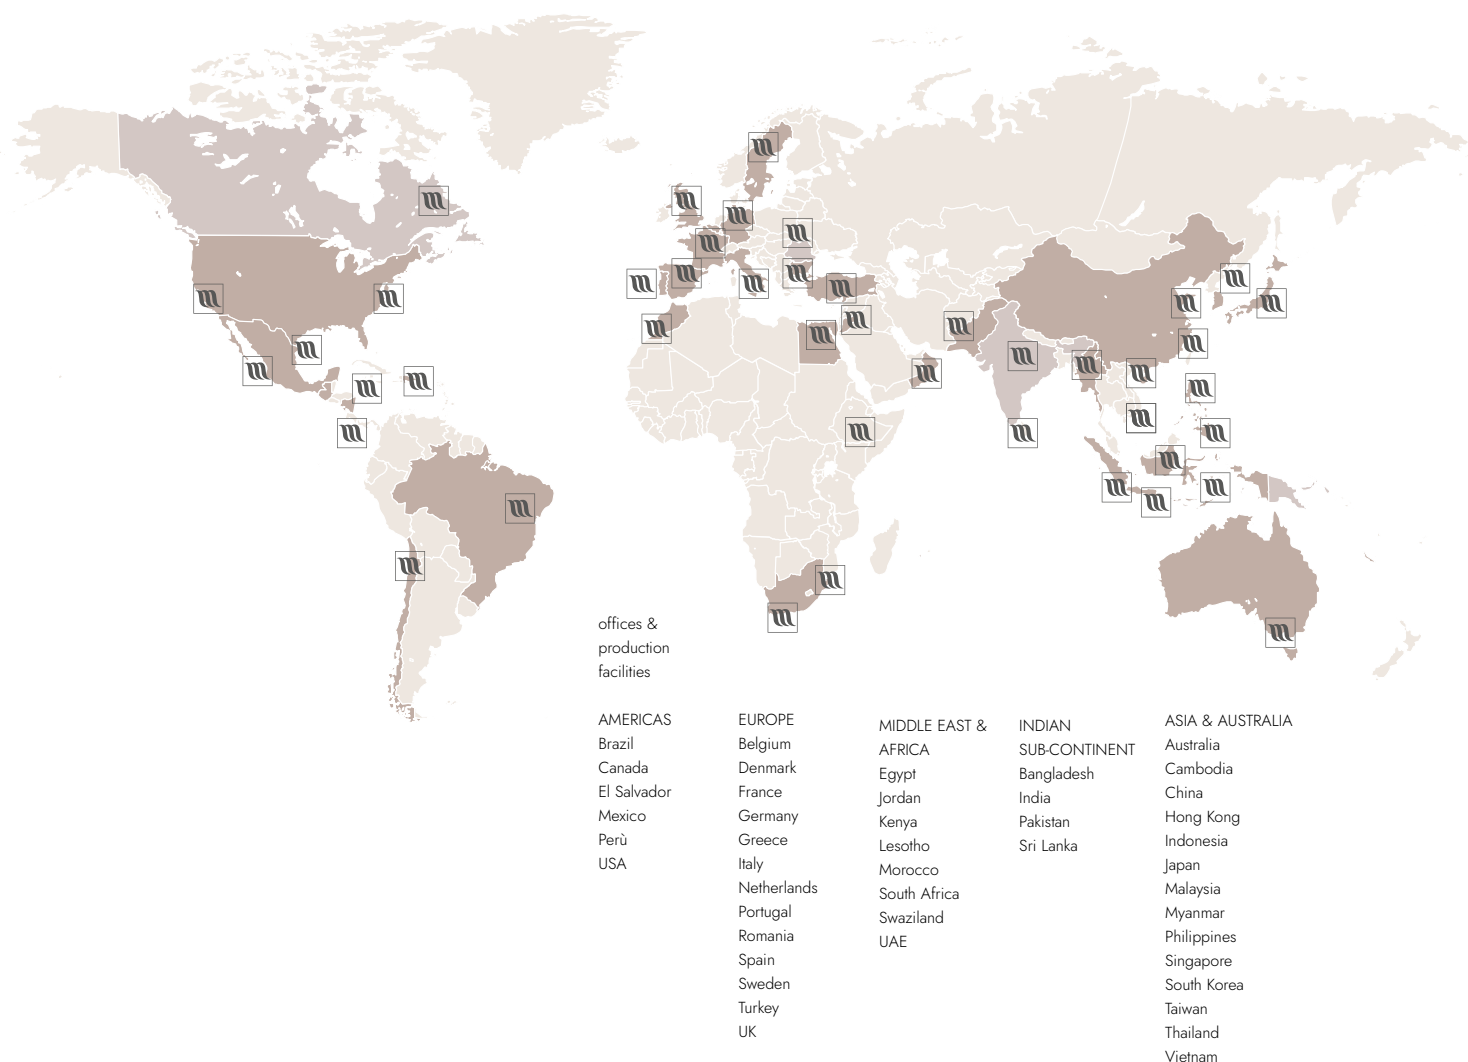 offices &
production
facilities
AMERICAS
Brazil
Canada
El Salvador
Mexico
Perù
USA
EUROPE
Belgium
Denmark
France
Germany
Greece
Italy
Netherlands
Portugal
Romania
Spain
Sweden
Turkey
UK
MIDDLE EAST &
AFRICA
Egypt
Jordan
Kenya
Lesotho
Morocco
South Africa
Swaziland
UAE
INDIAN
SUB-CONTINENT
Bangladesh
India
Pakistan
Sri Lanka
ASIA & AUSTRALIA
Australia
Cambodia
China
Hong Kong
Indonesia
Japan
Malaysia
Myanmar
Philippines
Singapore
South Korea
Taiwan
Thailand
Vietnam